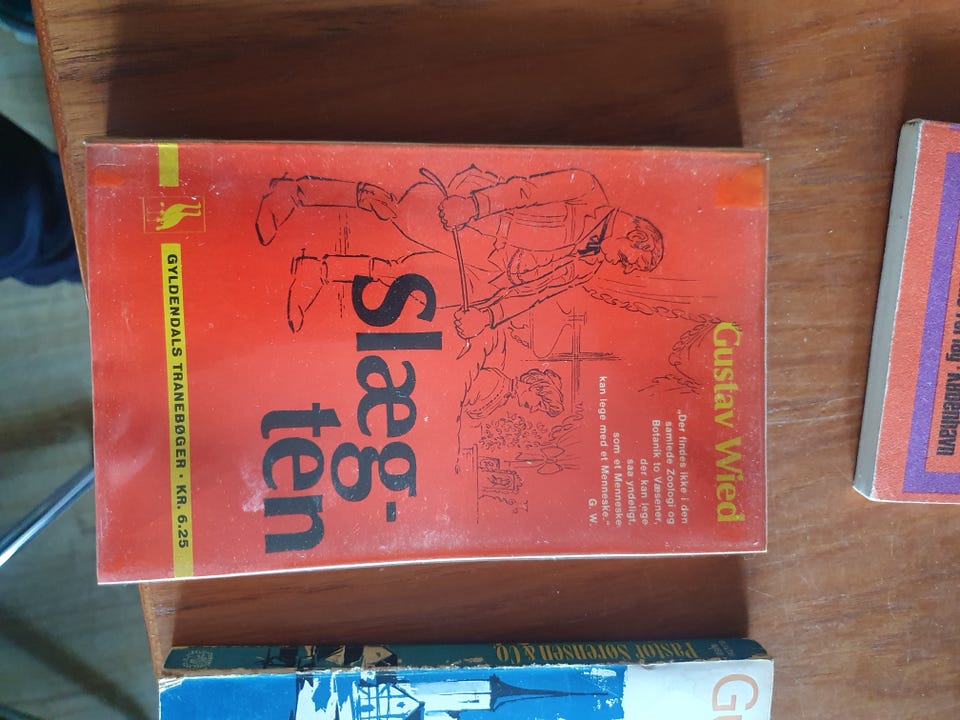 Gustav Wied
„Der findes ikke i den
samlede Zoologi og
Botanik to Væsener,
der kan lege
saa yndeligt,
som et Menneske
kan lege med et Menneske."
G. W.
Slæg-
ten
GYLDENDALS TRANEBØGER · KR. 6.25
Pastor Sørensen & Co.
G
København